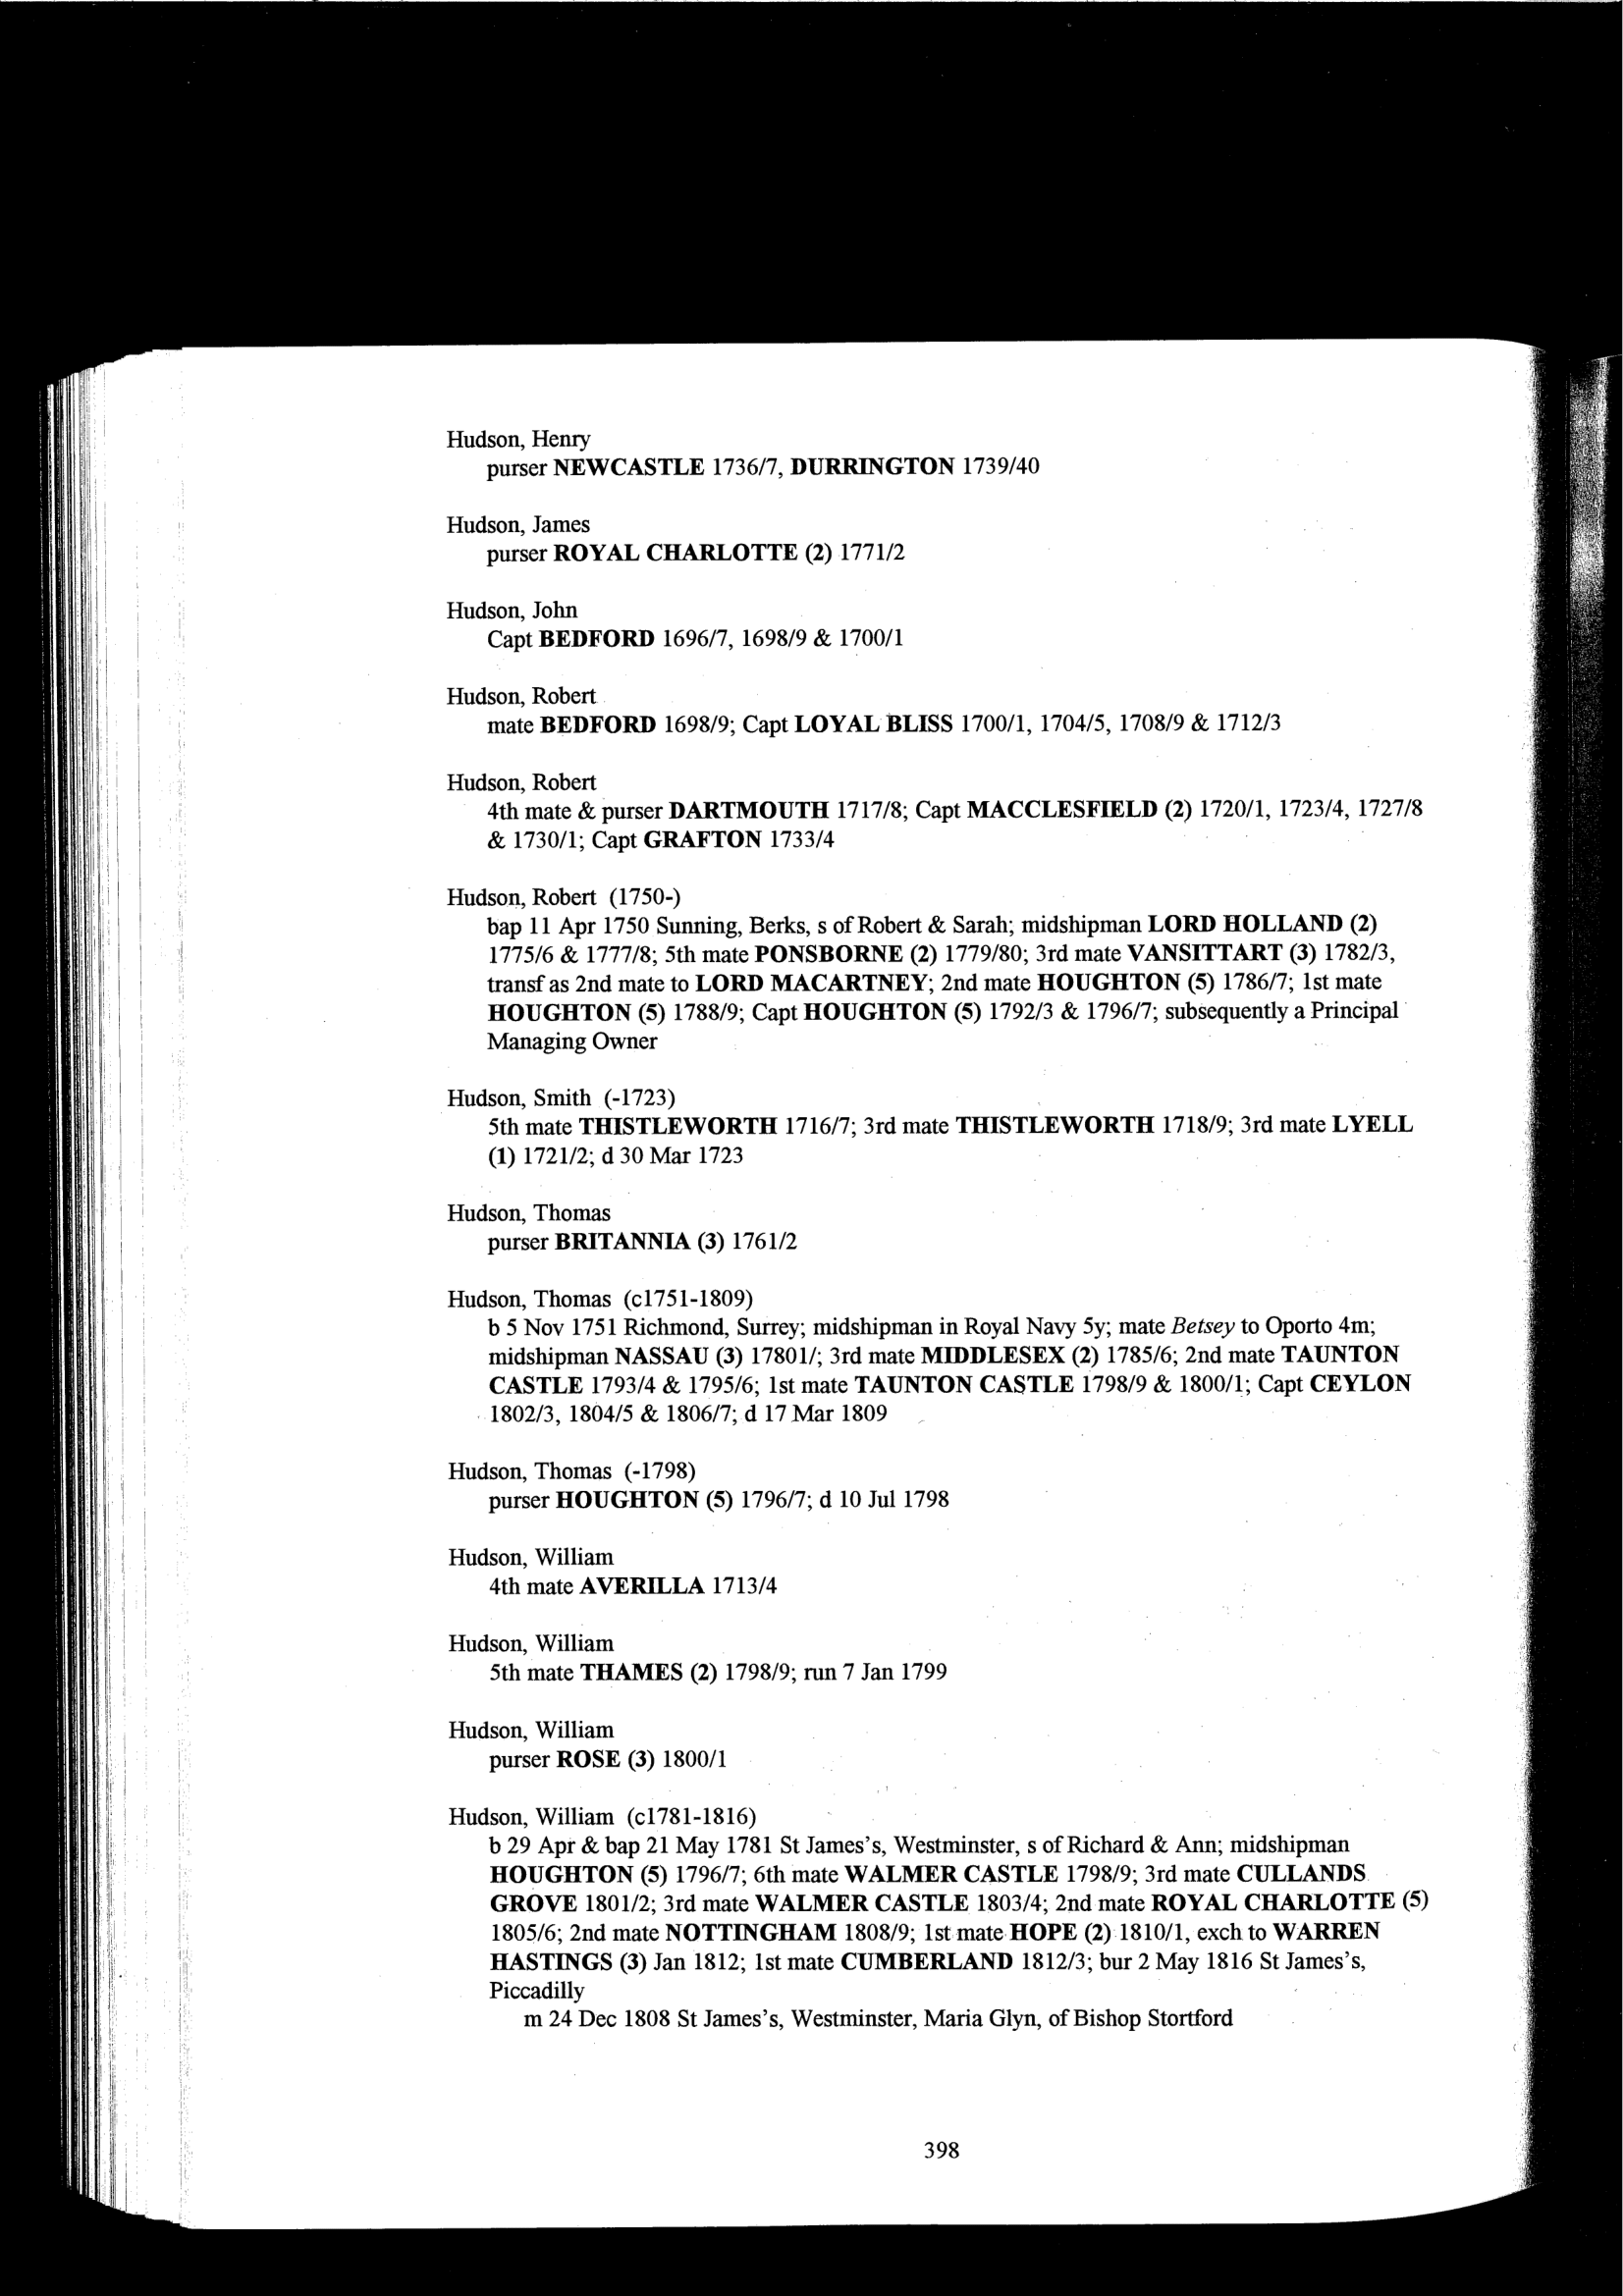 Hudson, Henry
purser NEWCASTLE 1736/7, DURRINGTON 1739/40
Hudson, James
purser ROYAL CHARLOTTE (2) 1771/2
Hudson, John
Capt BEDFORD 1696/7, 1698/9 & 1700/1
Hudson, Robert
mate BEDFORD 1698/9; Capt LOYAL BLISS 1700/1, 1704/5, 1708/9 & 1712/3
Hudson, Robert
4th mate & purser DARTMOUTH 1717/8; Capt MACCLESFIELD (2) 1720/1, 1723/4, 1727/8
& 1730/1; Capt GRAFTON 1733/4
Hudson, Robert (1750-)
bap 11 Apr 1750 Sunning, Berks, s of Robert & Sarah; midshipman LORD HOLLAND (2)
1775/6 & 1777/8; 5th mate PONSBORNE (2) 1779/80; 3rd mate VANSITTART (3) 1782/3,
transf as 2nd mate to LORD MACARTNEY; 2nd mate HOUGHTON (5) 1786/7; 1st mate
HOUGHTON (5) 1788/9; Capt HOUGHTON (5) 1792/3 & 1796/7; subsequently a Principal
Managing Owner
Hudson, Smith (-1723)
5th mate THISTLEWORTH 1716/7; 3rd mate THISTLEWORTH 1718/9; 3rd mate LYELL
(1) 1721/2; d 30 Mar 1723
Hudson, Thomas
purser BRITANNIA (3) 1761/2
Hudson, Thomas (c1751-1809)
b 5 Nov 1751 Richmond, Surrey; midshipman in Royal Navy 5y; mate Betsey to Oporto 4m;
midshipman NASSAU (3) 17801/; 3rd mate MIDDLESEX (2) 1785/6; 2nd mate TAUNTON
CASTLE 1793/4 & 1795/6; 1st mate TAUNTON CASTLE 1798/9 & 1800/1; Capt CEYLON
1802/3, 1804/5 & 1806/7; d 17 Mar 1809
Hudson, Thomas (-1798)
purser HOUGHTON (5) 1796/7; d 10 Jul 1798
Hudson, William
4th mate AVERILLA 1713/4
Hudson, William
5th mate THAMES (2) 1798/9; run 7 Jan 1799
Hudson, William
purser ROSE (3) 1800/1
Hudson, William (c1781-1816)
b 29 Apr & bap 21 May 1781 St James's, Westminster, s of Richard & Ann; midshipman
HOUGHTON (5) 1796/7; 6th mate WALMER CASTLE 1798/9; 3rd mate CULLANDS
GROVE 1801/2; 3rd mate WALMER CASTLE 1803/4; 2nd mate ROYAL CHARLOTTE (5)
1805/6; 2nd mate NOTTINGHAM 1808/9; 1st mate HOPE (2) 1810/1, exch to WARREN
HASTINGS (3) Jan 1812; 1st mate CUMBERLAND 1812/3; bur 2 May 1816 St James's,
Piccadilly
m 24 Dec 1808 St James's, Westminster, Maria Glyn, of Bishop Stortford
398